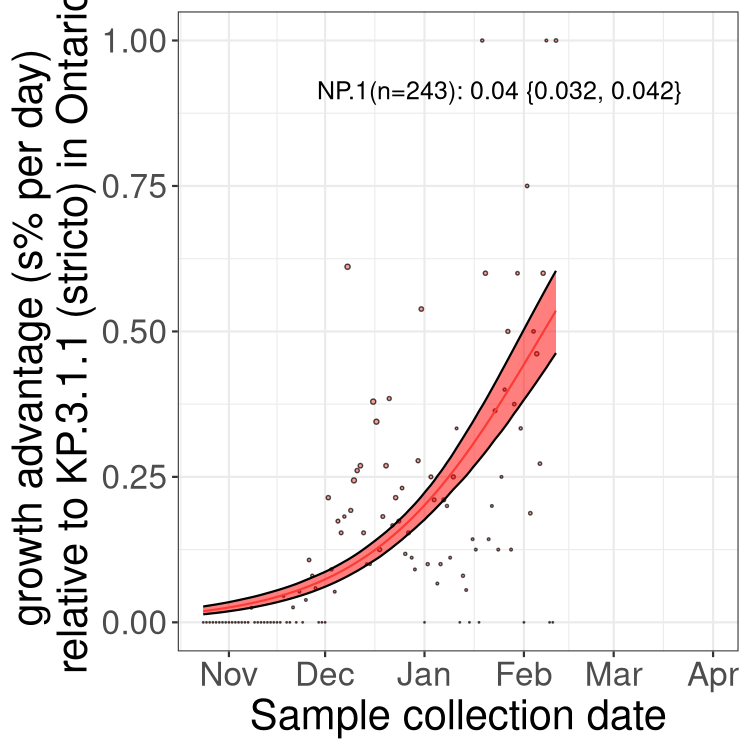 growth advantage (s% per day)
relative to KP.3.1.1 (stricto) in Ontario
1.00
0.75
0.50
0.25
0.00
NP.1(n=243): 0.04 {0.032, 0.042}
Nov Dec Jan Feb Mar Apr
Sample collection date